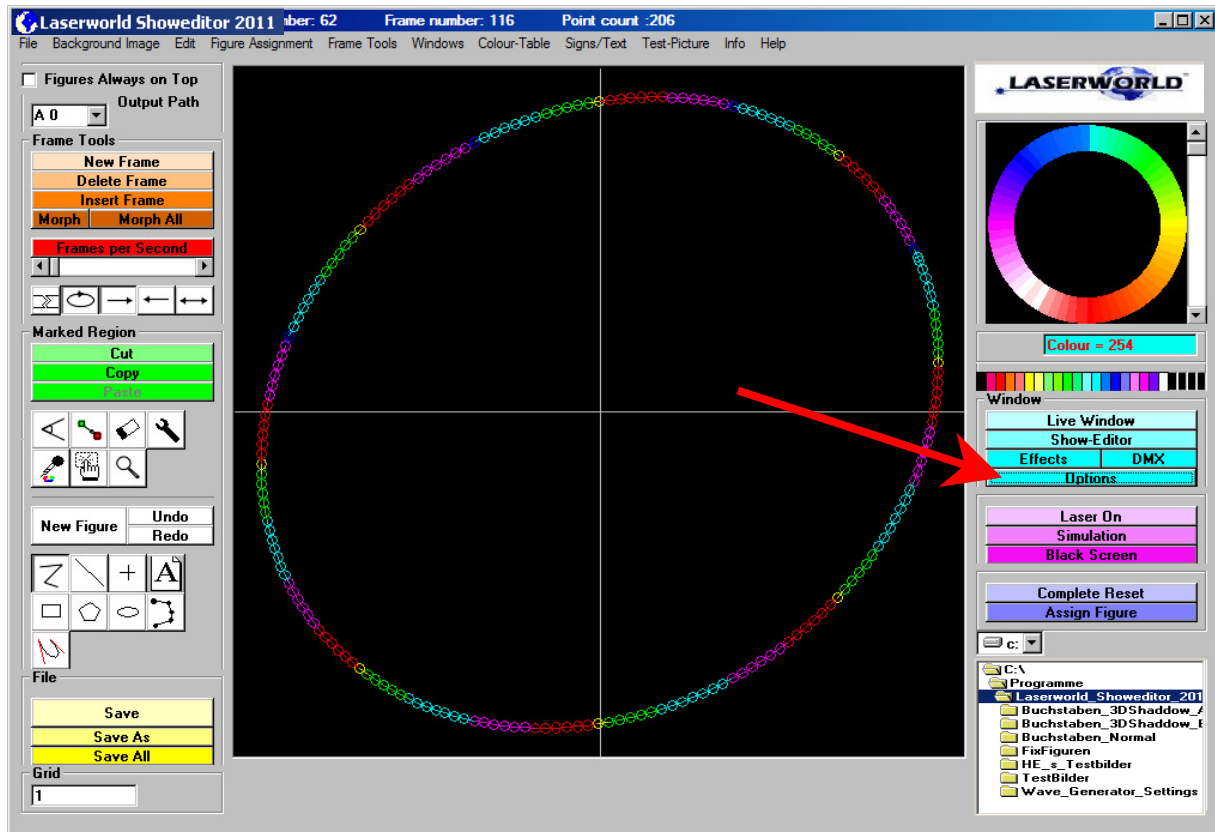 Laserworld Showeditor 2011 nber: 62 Frame number: 116 Point count :206
File Background Image Edit Figure Assignment Frame Tools Windows Colour-Table Signs/Text Test-Picture Info Help
Figures Always on Top
Output Path
A 0
Frame Tools
New Frame
Delete Frame
Insert Frame
Morph Morph All
Frames per Second
Marked Region
Cut
Copy
Paste
New Figure
Undo
Redo
A
File
Save
Save As
Save All
Grid
1
LASERWORLD
Colour = 254
Window
Live Window
Show-Editor
Effects DMX
Options
Laser On
Simulation
Black Screen
Complete Reset
Assign Figure
c:
C:\
Programme
Laserworld_Showeditor_201
Buchstaben_3DShaddow_A
Buchstaben_3DShaddow_E
Buchstaben_Normal
FixFiguren
HE_s_Testbilder
TestBilder
Wave_Generator_Settings